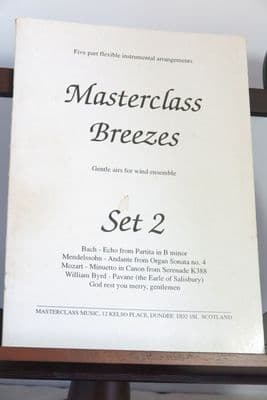 Five part flexible instrumental arrangements
Masterclass
Breezes
Gentle airs for wind ensemble
Set 2
Bach - Echo from Partita in B minor
Mendelssohn - Andante from Organ Sonata no. 4
Mozart - Minuetto in Canon from Serenade K388
William Byrd - Pavane (the Earle of Salisbury)
God rest you merry, gentlemen
MASTERCLASS MUSIC, 12 KELSO PLACE, DUNDEE DD2 1SL SCOTLAND